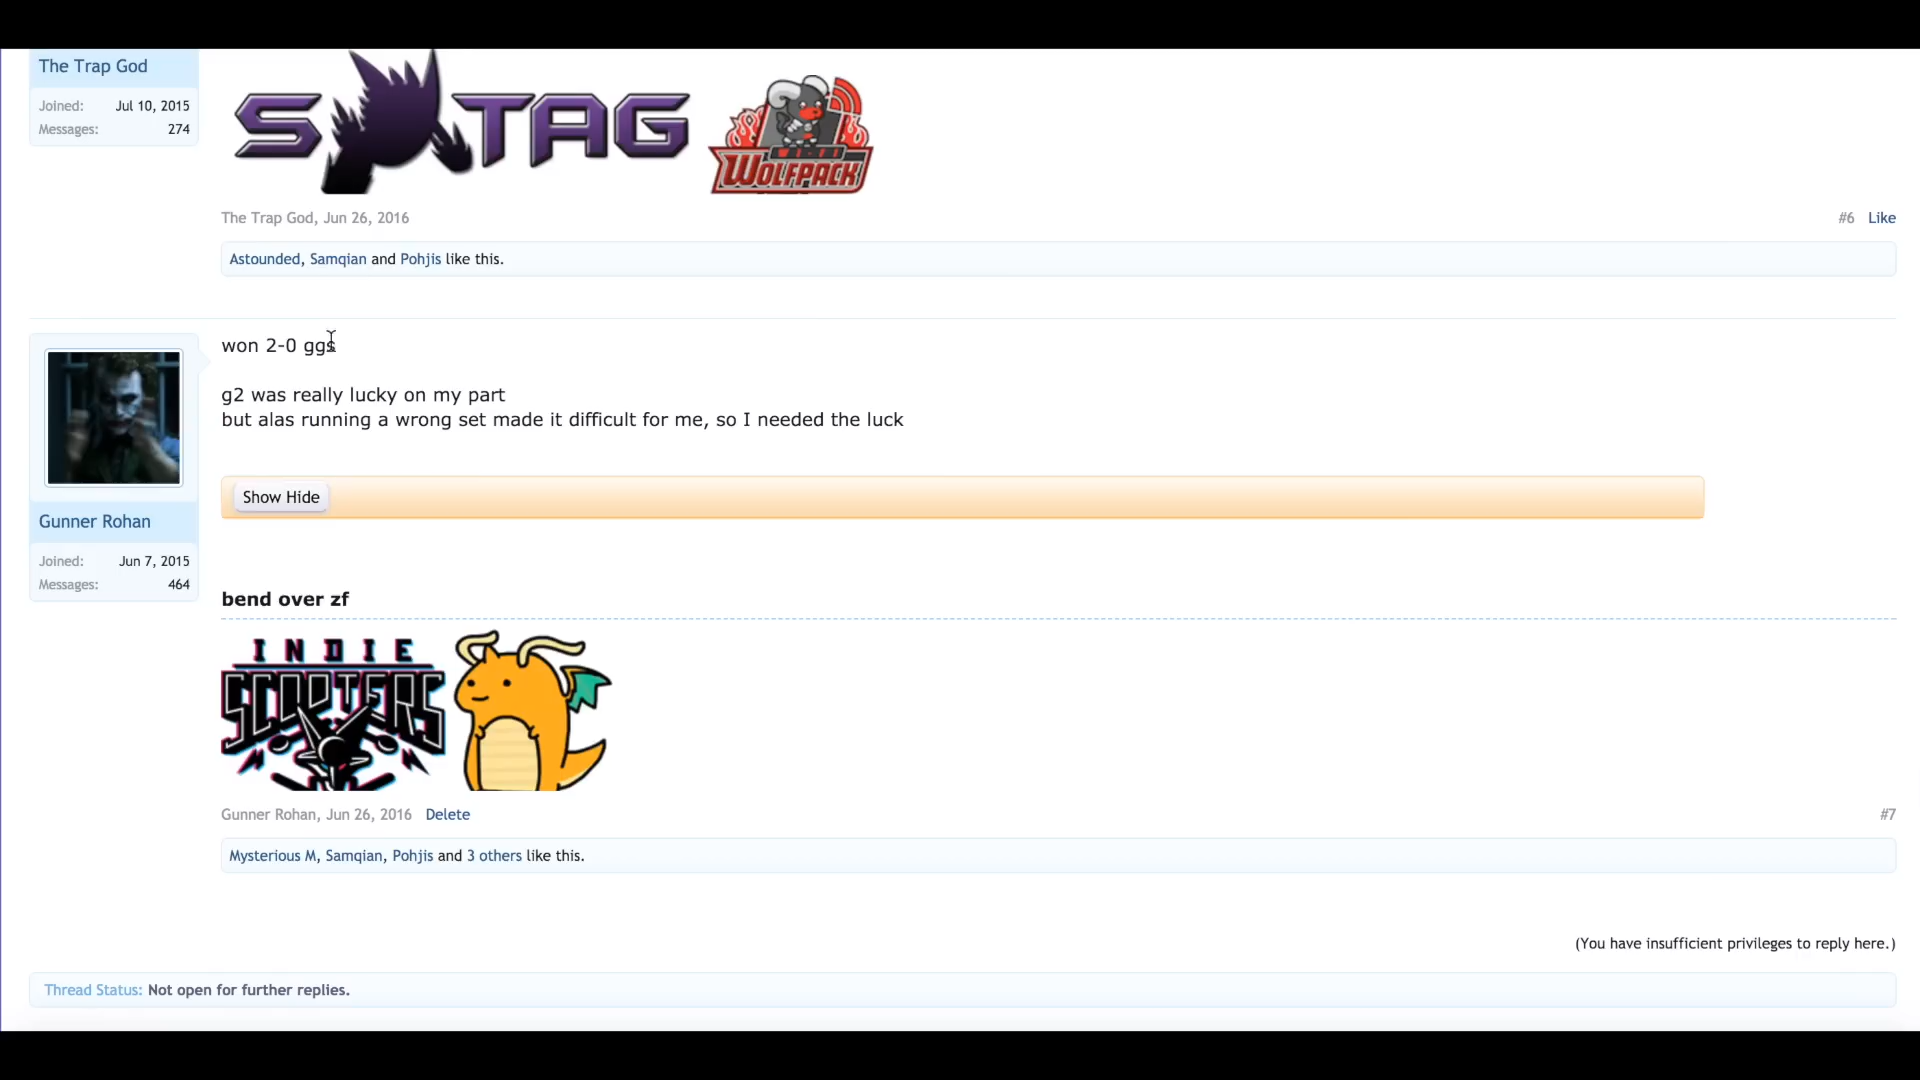 The Trap God
Joined: Jul 10, 2015
Messages: 274
S TAG
WOLFPACK
The Trap God, Jun 26, 2016 #6 Like
Astounded, Samqian and Pohjis like this.
won 2-0 ggs
g2 was really lucky on my part
but alas running a wrong set made it difficult for me, so I needed the luck
Show Hide
Gunner Rohan
Joined: Jun 7, 2015
Messages: 464
bend over zf
INDIE
SCOOTERS
Gunner Rohan, Jun 26, 2016 Delete #7
Mysterious M, Samqian, Pohjis and 3 others like this.
(You have insufficient privileges to reply here.)
Thread Status: Not open for further replies.